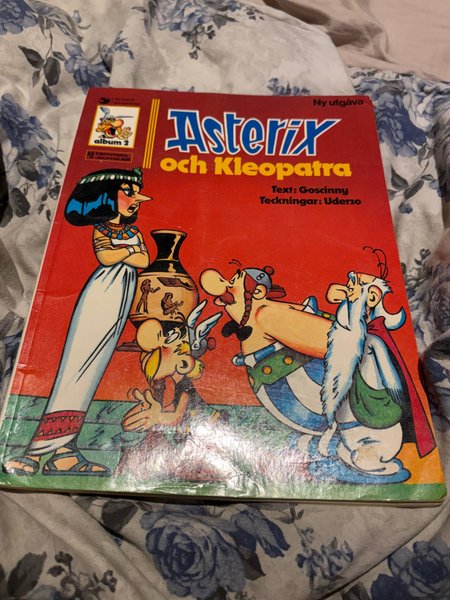 Ny utgåva
Asterix
och Kleopatra
album 2
Text: Goscinny
Teckningar: Uderzo